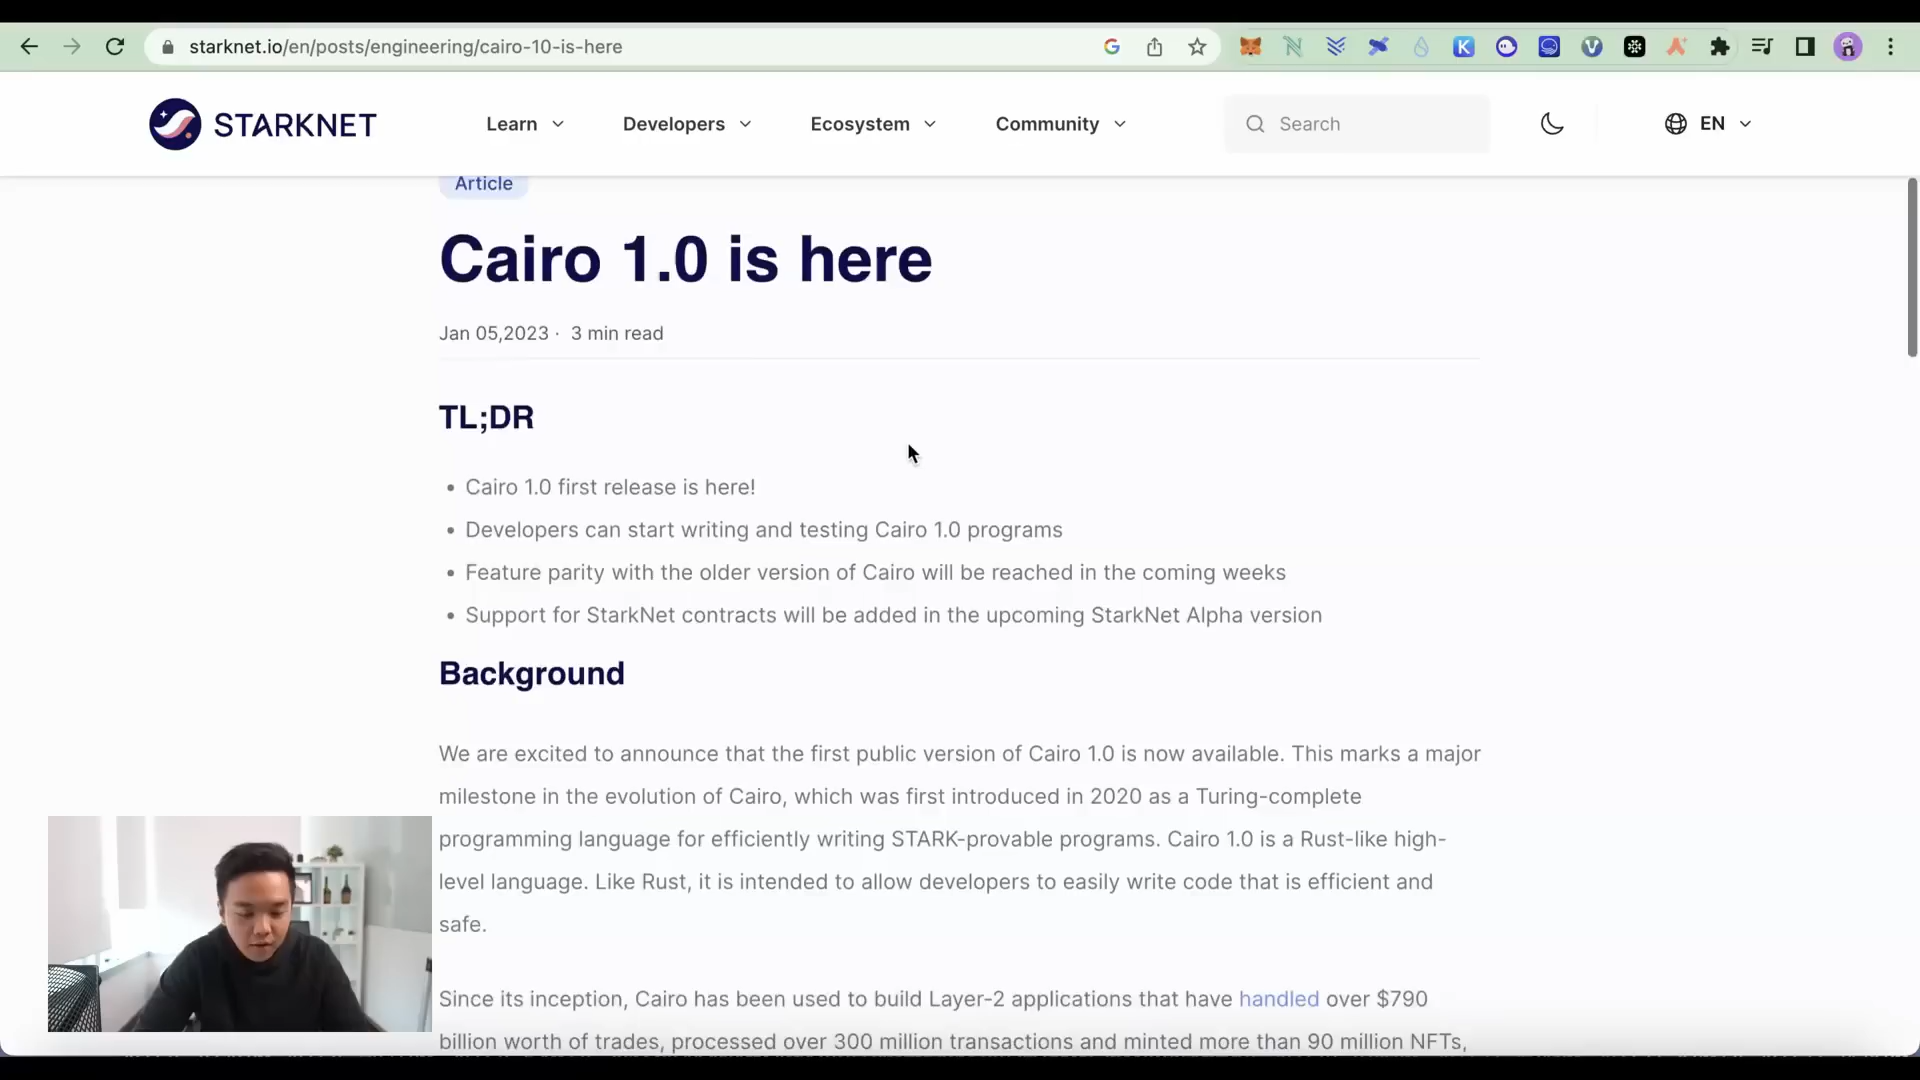 starknet.io/en/posts/engineering/cairo-10-is-here
STARKNET
Learn
Developers
Ecosystem
Community
Search
EN
Article
Cairo 1.0 is here
Jan 05,2023 · 3 min read
TL;DR
• Cairo 1.0 first release is here!
• Developers can start writing and testing Cairo 1.0 programs
• Feature parity with the older version of Cairo will be reached in the coming weeks
• Support for StarkNet contracts will be added in the upcoming StarkNet Alpha version
Background
We are excited to announce that the first public version of Cairo 1.0 is now available. This marks a major
milestone in the evolution of Cairo, which was first introduced in 2020 as a Turing-complete
programming language for efficiently writing STARK-provable programs. Cairo 1.0 is a Rust-like high-
level language. Like Rust, it is intended to allow developers to easily write code that is efficient and
safe.
Since its inception, Cairo has been used to build Layer-2 applications that have handled over $790
billion worth of trades, processed over 300 million transactions and minted more than 90 million NFTs,